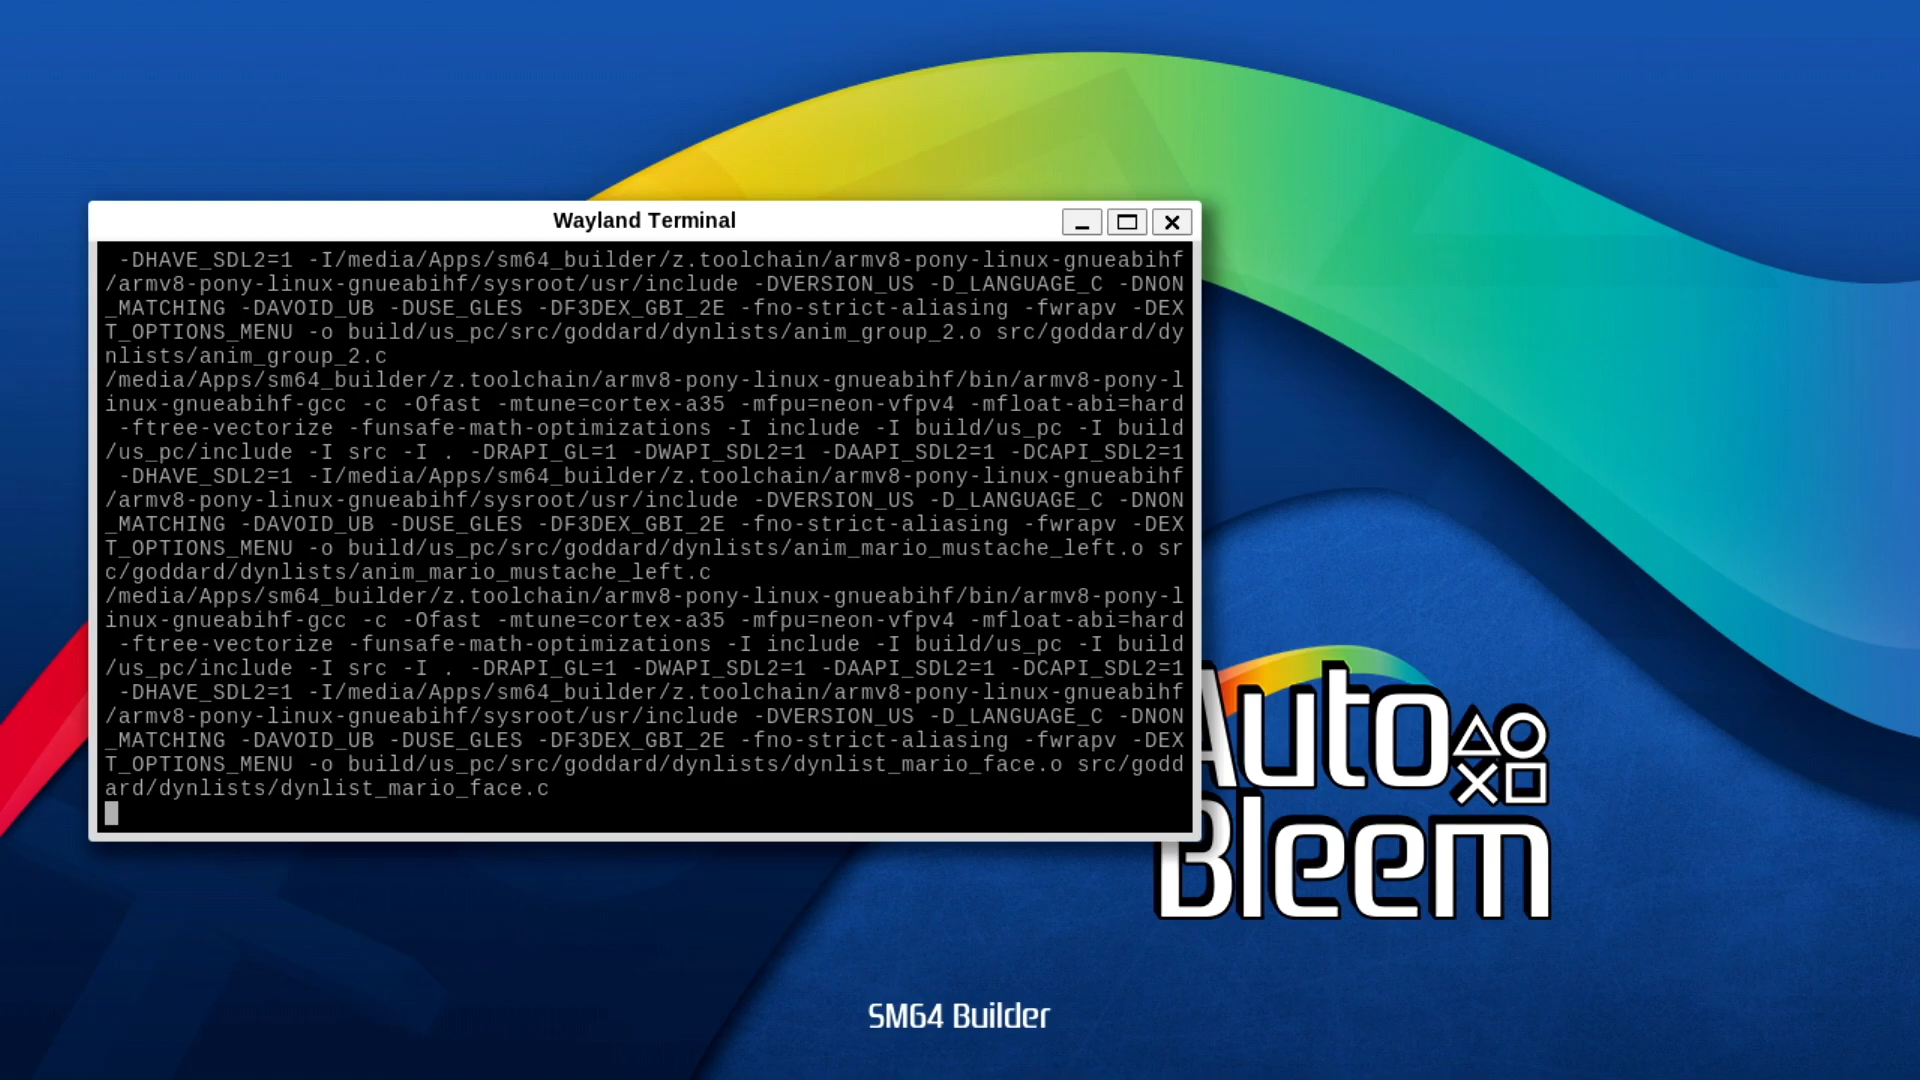 Wayland Terminal
-DHAVE_SDL2=1 -I/media/Apps/sm64_builder/z.toolchain/armv8-pony-linux-gnueabihf
/armv8-pony-linux-gnueabihf/sysroot/usr/include -DVERSION_US -D_LANGUAGE_C -DNON
_MATCHING -DAVOID_UB -DUSE_GLES -DF3DEX_GBI_2E -fno-strict-aliasing -fwrapv -DEX
T_OPTIONS_MENU -o build/us_pc/src/goddard/dynlists/anim_group_2.o src/goddard/dy
nlists/anim_group_2.c
/media/Apps/sm64_builder/z.toolchain/armv8-pony-linux-gnueabihf/bin/armv8-pony-l
inux-gnueabihf-gcc -c -Ofast -mtune=cortex-a35 -mfpu=neon-vfpv4 -mfloat-abi=hard
-ftree-vectorize -funsafe-math-optimizations -I include -I build/us_pc -I build
/us_pc/include -I src -I . -DRAPI_GL=1 -DWAPI_SDL2=1 -DAAPI_SDL2=1 -DCAPI_SDL2=1
-DHAVE_SDL2=1 -I/media/Apps/sm64_builder/z.toolchain/armv8-pony-linux-gnueabihf
/armv8-pony-linux-gnueabihf/sysroot/usr/include -DVERSION_US -D_LANGUAGE_C -DNON
_MATCHING -DAVOID_UB -DUSE_GLES -DF3DEX_GBI_2E -fno-strict-aliasing -fwrapv -DEX
T_OPTIONS_MENU -o build/us_pc/src/goddard/dynlists/anim_mario_mustache_left.o sr
c/goddard/dynlists/anim_mario_mustache_left.c
/media/Apps/sm64_builder/z.toolchain/armv8-pony-linux-gnueabihf/bin/armv8-pony-l
inux-gnueabihf-gcc -c -Ofast -mtune=cortex-a35 -mfpu=neon-vfpv4 -mfloat-abi=hard
-ftree-vectorize -funsafe-math-optimizations -I include -I build/us_pc -I build
/us_pc/include -I src -I . -DRAPI_GL=1 -DWAPI_SDL2=1 -DAAPI_SDL2=1 -DCAPI_SDL2=1
-DHAVE_SDL2=1 -I/media/Apps/sm64_builder/z.toolchain/armv8-pony-linux-gnueabihf
/armv8-pony-linux-gnueabihf/sysroot/usr/include -DVERSION_US -D_LANGUAGE_C -DNON
_MATCHING -DAVOID_UB -DUSE_GLES -DF3DEX_GBI_2E -fno-strict-aliasing -fwrapv -DEX
T_OPTIONS_MENU -o build/us_pc/src/goddard/dynlists/dynlist_mario_face.o src/godd
ard/dynlists/dynlist_mario_face.c
Auto
Bleem
SM64 Builder